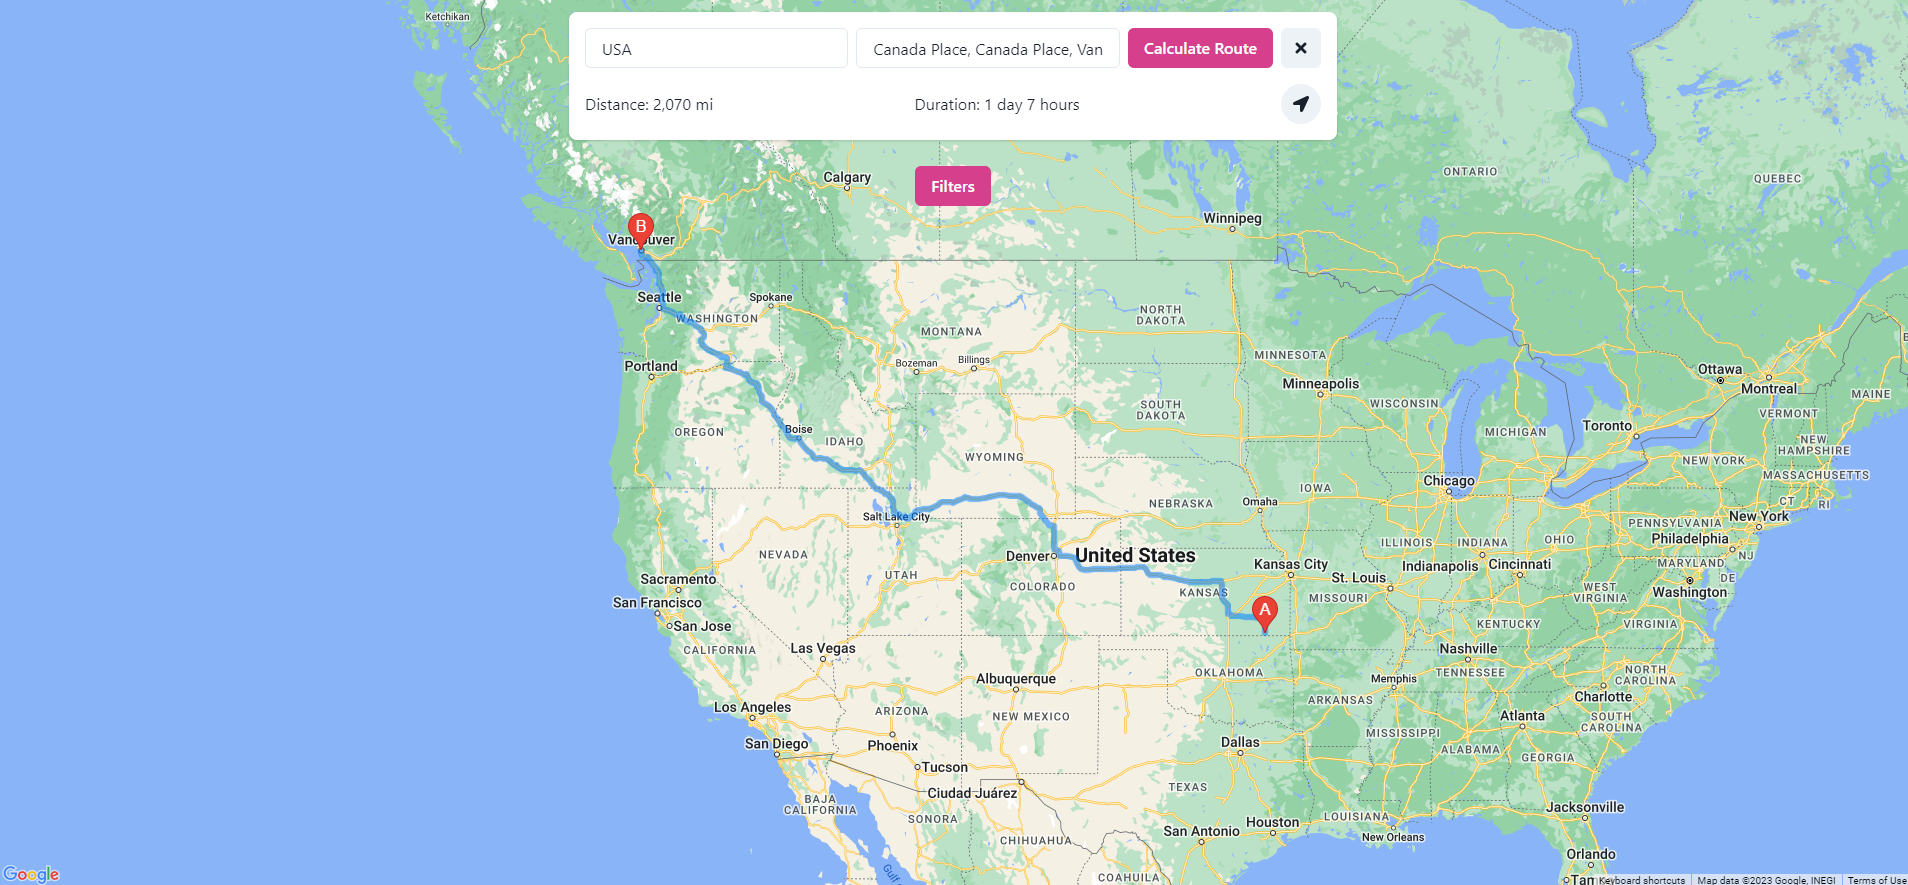 Ketchikan
USA
Canada Place, Canada Place, Van
Calculate Route
Distance: 2,070 mi
Duration: 1 day 7 hours
Filters
Calgary
ONTARIO
QUEBEC
Winnipeg
B
Vancouver
Seattle
Spokane
WASHINGTON
MONTANA
NORTH
DAKOTA
Bozeman
Billings
MINNESOTA
Portland
Minneapolis
Ottawa
Montreal
MAINE
SOUTH
DAKOTA
WISCONSIN
VERMONT
OREGON
Boise
IDAHO
MICHIGAN
Toronto
NEW
HAMPSHIRE
WYOMING
NEW YORK
MASSACHUSETTS
Chicago
IOWA
Omaha
NEBRASKA
CT
RI
Salt Lake City
New York
PENNSYLVANIA
Philadelphia
NEVADA
Denver
United States
ILLINOIS
INDIANA
OHIO
NJ
Kansas City
Indianapolis
Cincinnati
MARYLAND
UTAH
COLORADO
St. Louis
DE
Sacramento
KANSAS
MISSOURI
WEST
VIRGINIA
Washington
San Francisco
A
San Jose
KENTUCKY
VIRGINIA
CALIFORNIA
Las Vegas
Nashville
OKLAHOMA
TENNESSEE
NORTH
CAROLINA
Albuquerque
Memphis
Charlotte
Los Angeles
ARIZONA
NEW MEXICO
ARKANSAS
Atlanta
SOUTH
CAROLINA
San Diego
Phoenix
Dallas
MISSISSIPPI
ALABAMA
GEORGIA
Tucson
Ciudad Juárez
TEXAS
BAJA
CALIFORNIA
SONORA
Jacksonville
LOUISIANA
Houston
San Antonio
New Orleans
CHIHUAHUA
Orlando
COAHUILA
Gulf
Google
Tam
Keyboard shortcuts
Map data ©2023 Google, INEGI
Terms of Use